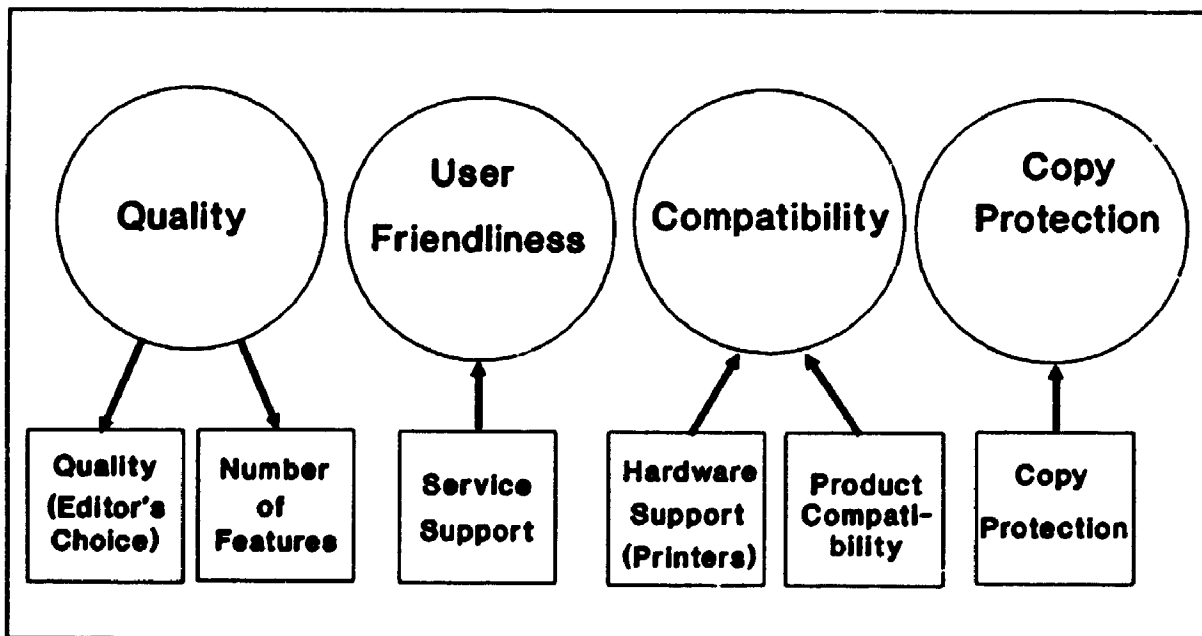 Quality
User
Friendliness
Compatibility
Copy
Protection
Quality
(Editor's
Choice)
Number
of
Features
Service
Support
Hardware
Support
(Printers)
Product
Compati-
bility
Copy
Protection